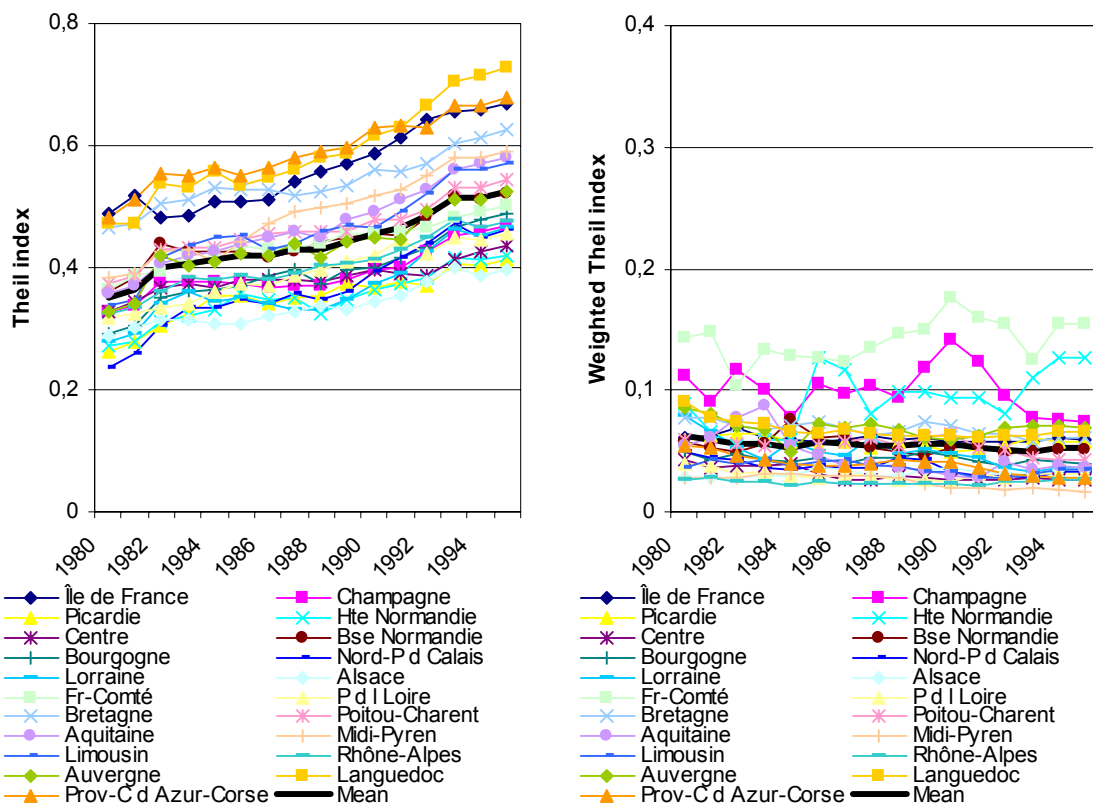 0,8
0,6
0,4
0,2
0
Theil index
1980
1982
1984
1986
1988
1990
1992
1994
Île de France
Champagne
Picardie
Hte Normandie
Centre
Bse Normandie
Bourgogne
Nord-P d Calais
Lorraine
Alsace
Fr-Comté
P d l Loire
Bretagne
Poitou-Charent
Aquitaine
Midi-Pyren
Limousin
Rhône-Alpes
Auvergne
Languedoc
Prov-C d Azur-Corse
Mean
0,4
0,3
0,2
0,1
0
Weighted Theil index
1980
1982
1984
1986
1988
1990
1992
1994
Île de France
Champagne
Picardie
Hte Normandie
Centre
Bse Normandie
Bourgogne
Nord-P d Calais
Lorraine
Alsace
Fr-Comté
P d l Loire
Bretagne
Poitou-Charent
Aquitaine
Midi-Pyren
Limousin
Rhône-Alpes
Auvergne
Languedoc
Prov-C d Azur-Corse
Mean